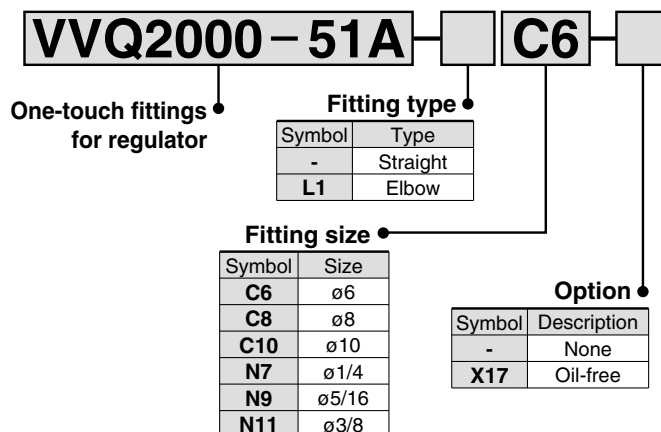 VVQ2000-51A-
C6-
One-touch fittings
for regulator
Fitting type
Symbol Type
- Straight
L1 Elbow
Fitting size
Symbol Size
C6 ø6
C8 ø8
C10 ø10
N7 ø1/4
N9 ø5/16
N11 ø3/8
Option
Symbol Description
- None
X17 Oil-free